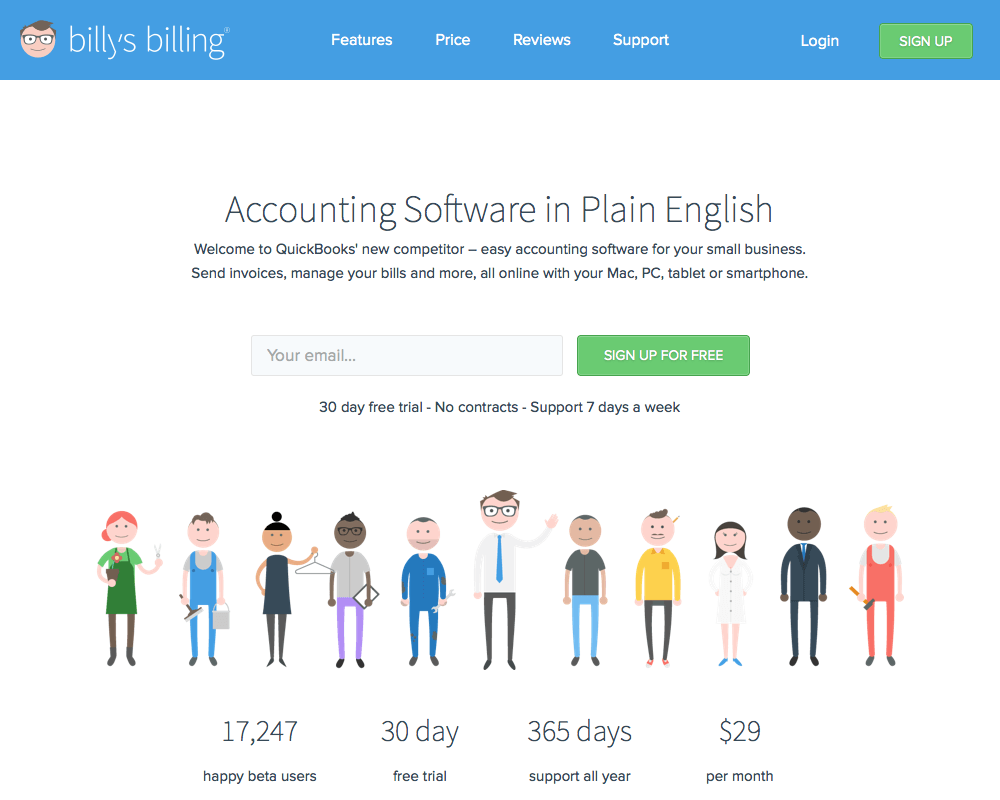 billy's billing®
Features
Price
Reviews
Support
Login
SIGN UP
Accounting Software in Plain English
Welcome to QuickBooks' new competitor – easy accounting software for your small business.
Send invoices, manage your bills and more, all online with your Mac, PC, tablet or smartphone.
Your email...
SIGN UP FOR FREE
30 day free trial - No contracts - Support 7 days a week
17,247
happy beta users
30 day
free trial
365 days
support all year
$29
per month